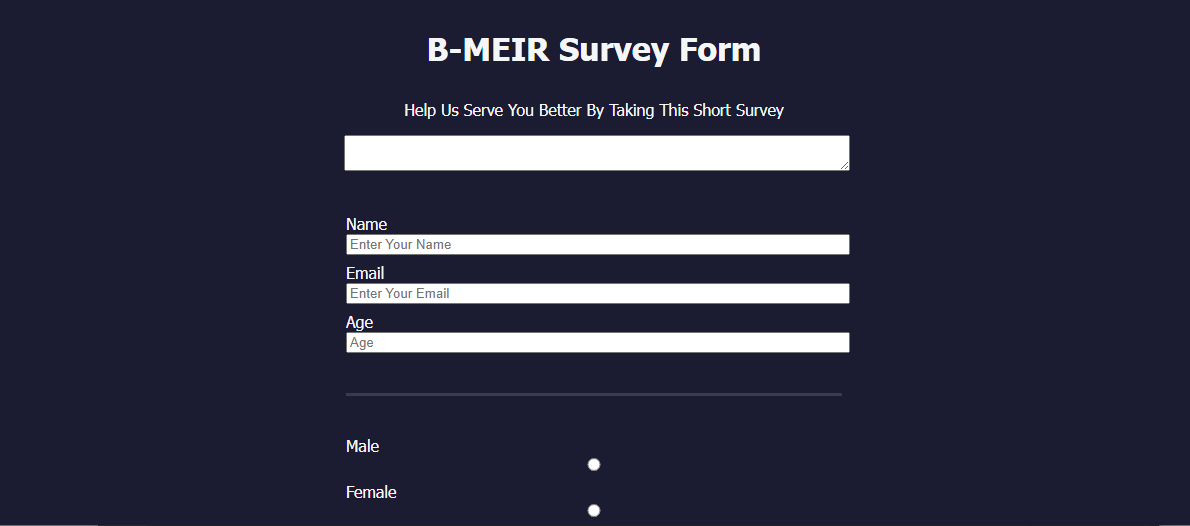 B-MEIR Survey Form
Help Us Serve You Better By Taking This Short Survey
Name
Enter Your Name
Email
Enter Your Email
Age
Age
Male
Female